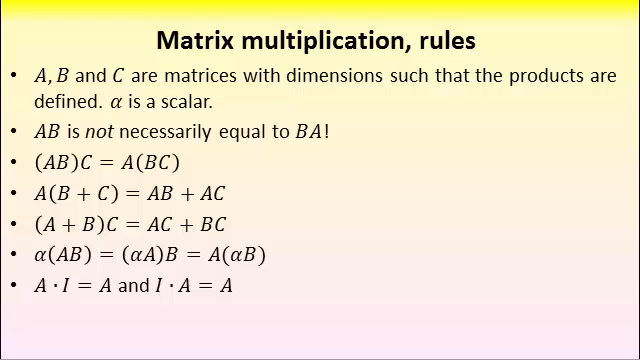 Matrix multiplication, rules
• A, B and C are matrices with dimensions such that the products are
defined. α is a scalar.
• AB is not necessarily equal to BA!
• (AB)C = A(BC)
• A(B + C) = AB + AC
• (A + B)C = AC + BC
• α(AB) = (αA)B = A(αB)
• A · I = A and I · A = A